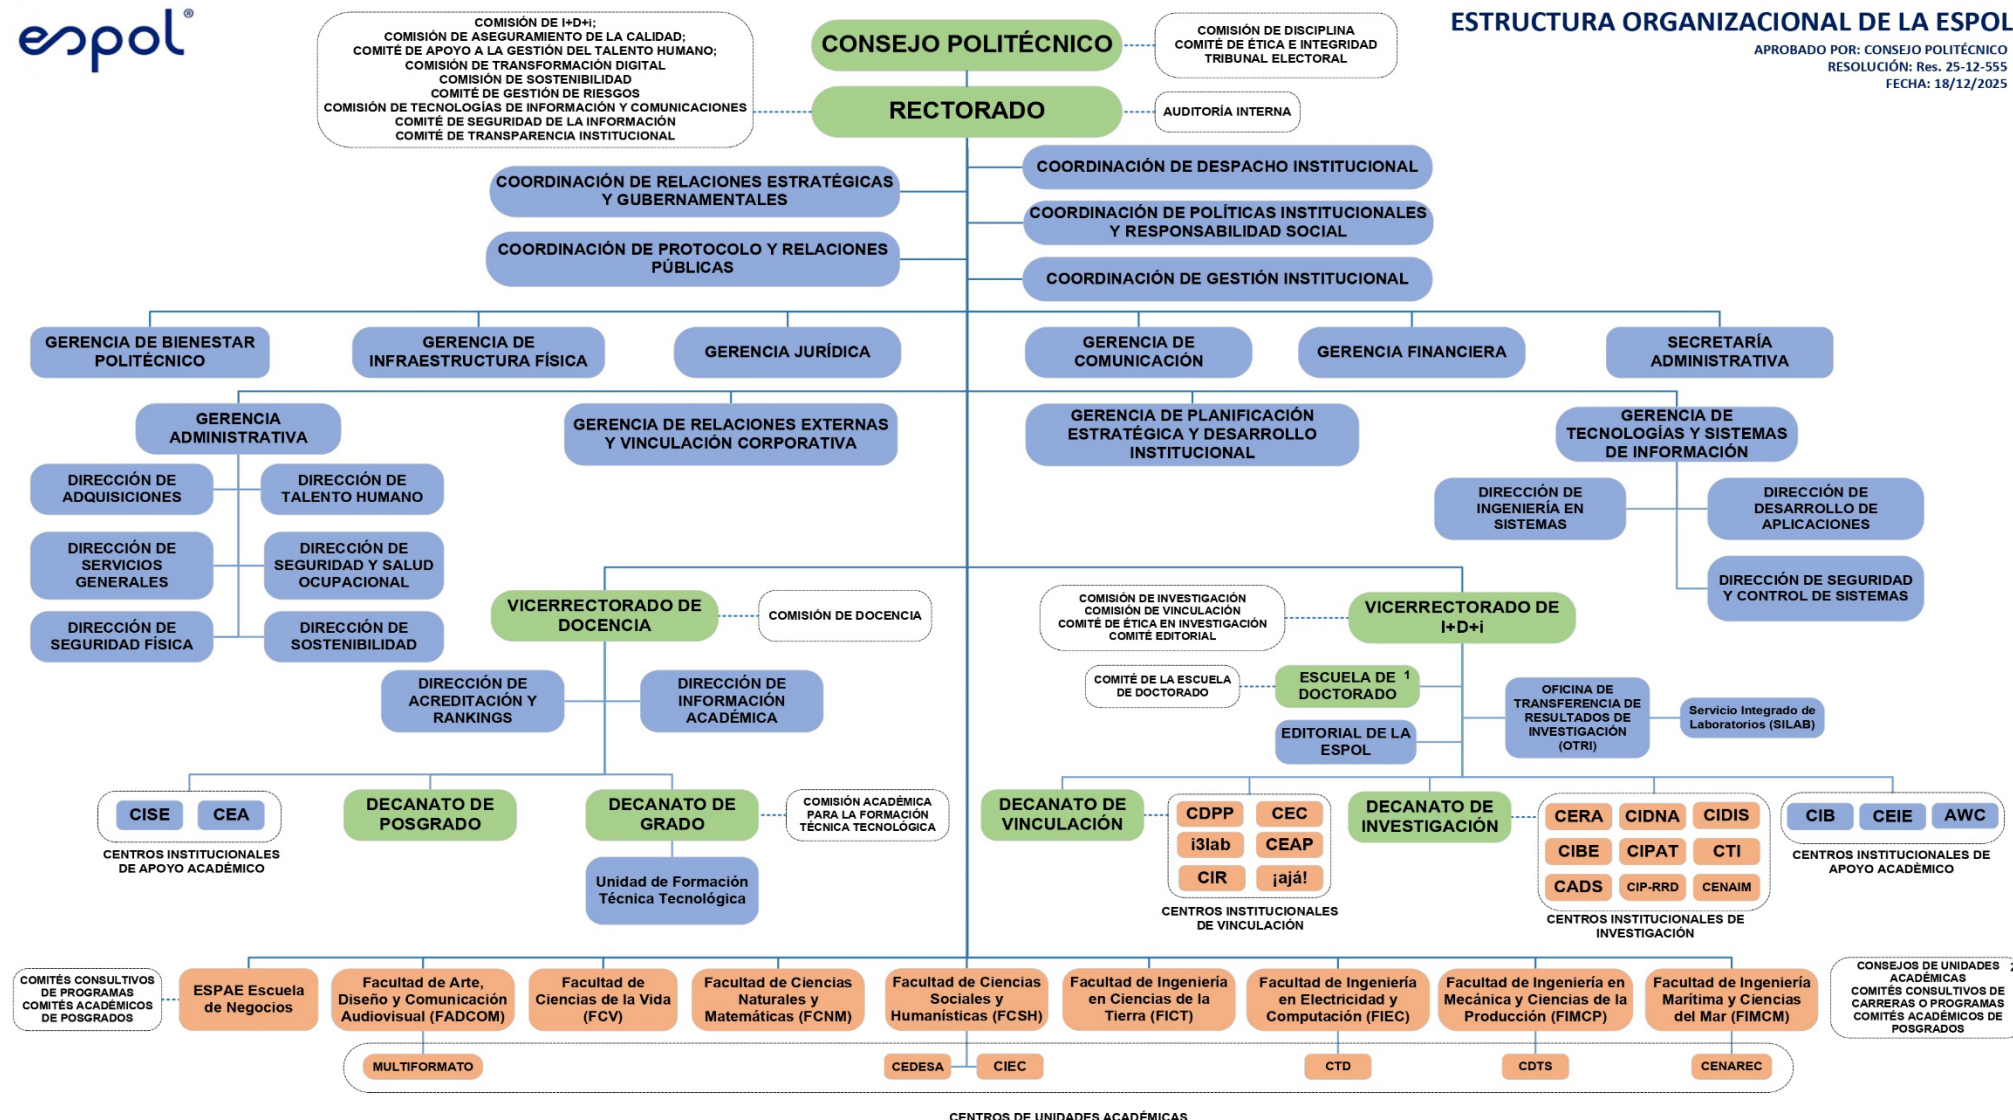 espol®
ESTRUCTURA ORGANIZACIONAL DE LA ESPOL
APROBADO POR: CONSEJO POLITÉCNICO
RESOLUCIÓN: Res. 25-12-555
FECHA: 18/12/2025
COMISIÓN DE I+D+i;
COMISIÓN DE ASEGURAMIENTO DE LA CALIDAD;
COMITÉ DE APOYO A LA GESTIÓN DEL TALENTO HUMANO;
COMISIÓN DE TRANSFORMACIÓN DIGITAL
COMISIÓN DE SOSTENIBILIDAD
COMITÉ DE GESTIÓN DE RIESGOS
COMISIÓN DE TECNOLOGÍAS DE INFORMACIÓN Y COMUNICACIONES
COMITÉ DE SEGURIDAD DE LA INFORMACIÓN
COMITÉ DE TRANSPARENCIA INSTITUCIONAL
CONSEJO POLITÉCNICO
COMISIÓN DE DISCIPLINA
COMITÉ DE ÉTICA E INTEGRIDAD
TRIBUNAL ELECTORAL
RECTORADO
AUDITORÍA INTERNA
COORDINACIÓN DE RELACIONES ESTRATÉGICAS
Y GUBERNAMENTALES
COORDINACIÓN DE DESPACHO INSTITUCIONAL
COORDINACIÓN DE POLÍTICAS INSTITUCIONALES
Y RESPONSABILIDAD SOCIAL
COORDINACIÓN DE PROTOCOLO Y RELACIONES
PÚBLICAS
COORDINACIÓN DE GESTIÓN INSTITUCIONAL
GERENCIA DE BIENESTAR
POLITÉCNICO
GERENCIA DE
INFRAESTRUCTURA FÍSICA
GERENCIA JURÍDICA
GERENCIA DE
COMUNICACIÓN
GERENCIA FINANCIERA
SECRETARÍA
ADMINISTRATIVA
GERENCIA
ADMINISTRATIVA
GERENCIA DE RELACIONES EXTERNAS
Y VINCULACIÓN CORPORATIVA
GERENCIA DE PLANIFICACIÓN
ESTRATÉGICA Y DESARROLLO
INSTITUCIONAL
GERENCIA DE
TECNOLOGÍAS Y SISTEMAS
DE INFORMACIÓN
DIRECCIÓN DE
ADQUISICIONES
DIRECCIÓN DE
TALENTO HUMANO
DIRECCIÓN DE
SERVICIOS
GENERALES
DIRECCIÓN DE
SEGURIDAD Y SALUD
OCUPACIONAL
DIRECCIÓN DE
SEGURIDAD FÍSICA
DIRECCIÓN DE
SOSTENIBILIDAD
DIRECCIÓN DE
INGENIERÍA EN
SISTEMAS
DIRECCIÓN DE
DESARROLLO DE
APLICACIONES
DIRECCIÓN DE SEGURIDAD
Y CONTROL DE SISTEMAS
VICERRECTORADO DE
DOCENCIA
COMISIÓN DE DOCENCIA
COMISIÓN DE INVESTIGACIÓN
COMISIÓN DE VINCULACIÓN
COMITÉ DE ÉTICA EN INVESTIGACIÓN
COMITÉ EDITORIAL
VICERRECTORADO DE
I+D+i
DIRECCIÓN DE
ACREDITACIÓN Y
RANKINGS
DIRECCIÓN DE
INFORMACIÓN
ACADÉMICA
COMITÉ DE LA ESCUELA
DE DOCTORADO
ESCUELA DE 1
DOCTORADO
EDITORIAL DE LA
ESPOL
OFICINA DE
TRANSFERENCIA DE
RESULTADOS DE
INVESTIGACIÓN
(OTRI)
Servicio Integrado de
Laboratorios (SILAB)
CISE
CEA
CENTROS INSTITUCIONALES
DE APOYO ACADÉMICO
DECANATO DE
POSGRADO
DECANATO DE
GRADO
COMISIÓN ACADÉMICA
PARA LA FORMACIÓN
TÉCNICA TECNOLÓGICA
Unidad de Formación
Técnica Tecnológica
DECANATO DE
VINCULACIÓN
CDPP
CEC
i3lab
CEAP
CIR
¡ajá!
CENTROS INSTITUCIONALES
DE VINCULACIÓN
DECANATO DE
INVESTIGACIÓN
CERA
CIDNA
CIDIS
CIBE
CIPAT
CTI
CADS
CIP-RRD
CENAIM
CENTROS INSTITUCIONALES DE
INVESTIGACIÓN
CIB
CEIE
AWC
CENTROS INSTITUCIONALES DE
APOYO ACADÉMICO
COMITÉS CONSULTIVOS
DE PROGRAMAS
COMITÉS ACADÉMICOS
DE POSGRADOS
ESPAE Escuela
de Negocios
Facultad de Arte,
Diseño y Comunicación
Audiovisual (FADCOM)
Facultad de
Ciencias de la Vida
(FCV)
Facultad de Ciencias
Naturales y
Matemáticas (FCNM)
Facultad de Ciencias
Sociales y
Humanísticas (FCSH)
Facultad de Ingeniería
en Ciencias de la
Tierra (FICT)
Facultad de Ingeniería
en Electricidad y
Computación (FIEC)
Facultad de Ingeniería en
Mecánica y Ciencias de la
Producción (FIMCP)
Facultad de Ingeniería
Marítima y Ciencias
del Mar (FIMCM)
CONSEJOS DE UNIDADES
ACADÉMICAS 2
COMITÉS CONSULTIVOS DE
CARRERAS O PROGRAMAS
COMITÉS ACADÉMICOS DE
POSGRADOS
MULTIFORMATO
CEDESA
CIEC
CTD
CDTS
CENAREC
CENTROS DE UNIDADES ACADÉMICAS